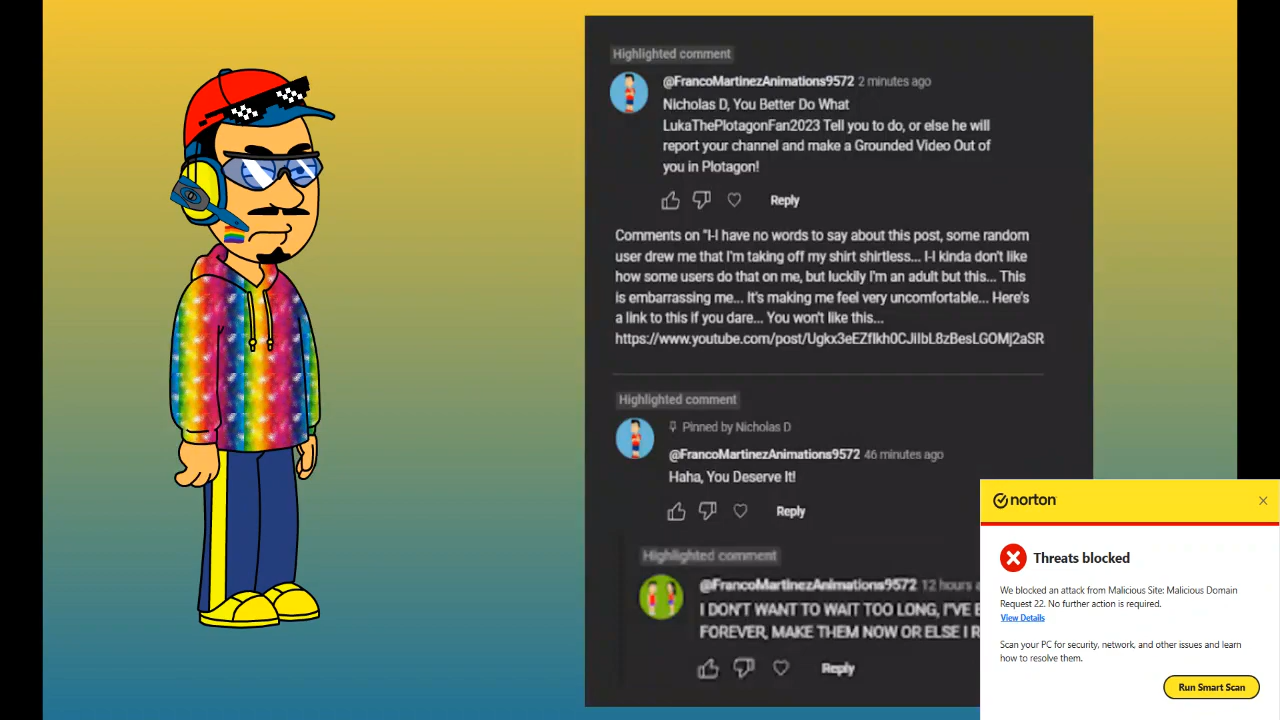 Highlighted comment
@FrancoMartinezAnimations9572 2 minutes ago
Nicholas D, You Better Do What
LukaThePlotagonFan2023 Tell you to do, or else he will
report your channel and make a Grounded Video Out of
you in Plotagon!
Reply
Comments on "I-I have no words to say about this post, some random
user drew me that I'm taking off my shirt shirtless... I-I kinda don't like
how some users do that on me, but luckily I'm an adult but this... This
is embarrassing me... It's making me feel very uncomfortable... Here's
a link to this if you dare... You won't like this...
Highlighted comment
Pinned by Nicholas D
@FrancoMartinezAnimations9572 46 minutes ago
Haha, You Deserve It!
Reply
Highlighted comment
@FrancoMartinezAnimations9572 12 hours
I DON'T WANT TO WAIT TOO LONG, I"VE
FOREVER, MAKE THEM NOW OR ELSE I
Reply
norton
Threats blocked
We blocked an attack from Malicious Site: Malicious Domain
Request 22. No further action is required.
View Details
Scan your PC for security, network, and other issues and learn
how to resolve them.
Run Smart Scan